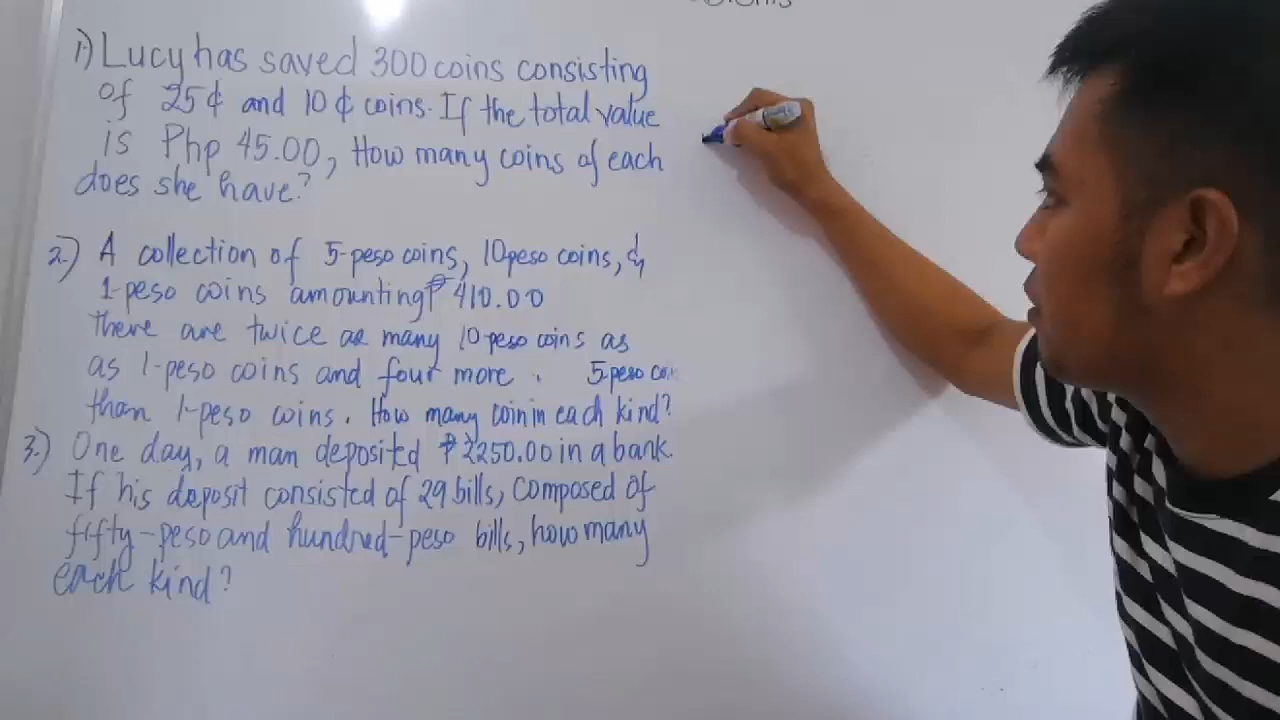 1.) Lucy has saved 300 coins consisting
of 25¢ and 10¢ coins. If the total value
is Php 45.00, How many coins of each
does she have?
2.) A collection of 5-peso coins, 10peso coins, &
1-peso coins amounting ₱410.00
there are twice as many 10-peso coins as
as 1-peso coins and four more. 5peso
than 1-peso coins. How many coin in each kind?
3.) One day, a man deposited ₱2250.00 in a bank.
If his deposit consisted of 29 bills, composed of
fifty-peso and hundred-peso bills, how many
each kind?